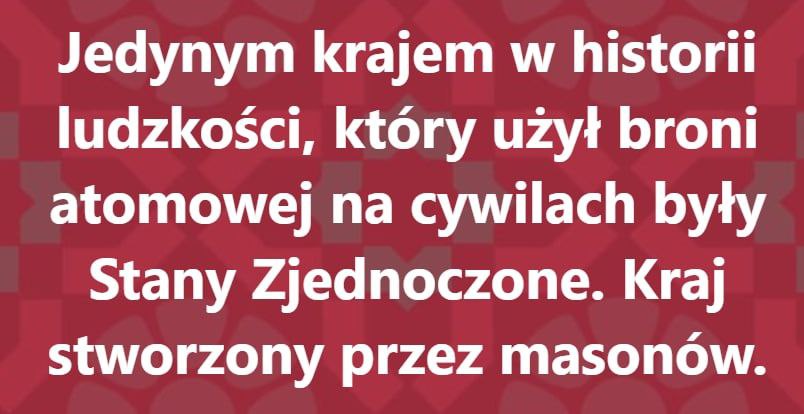 Jedynym krajem w historii
ludzkości, który użył broni
atomowej na cywilach były
Stany Zjednoczone. Kraj
stworzony przez masonów.